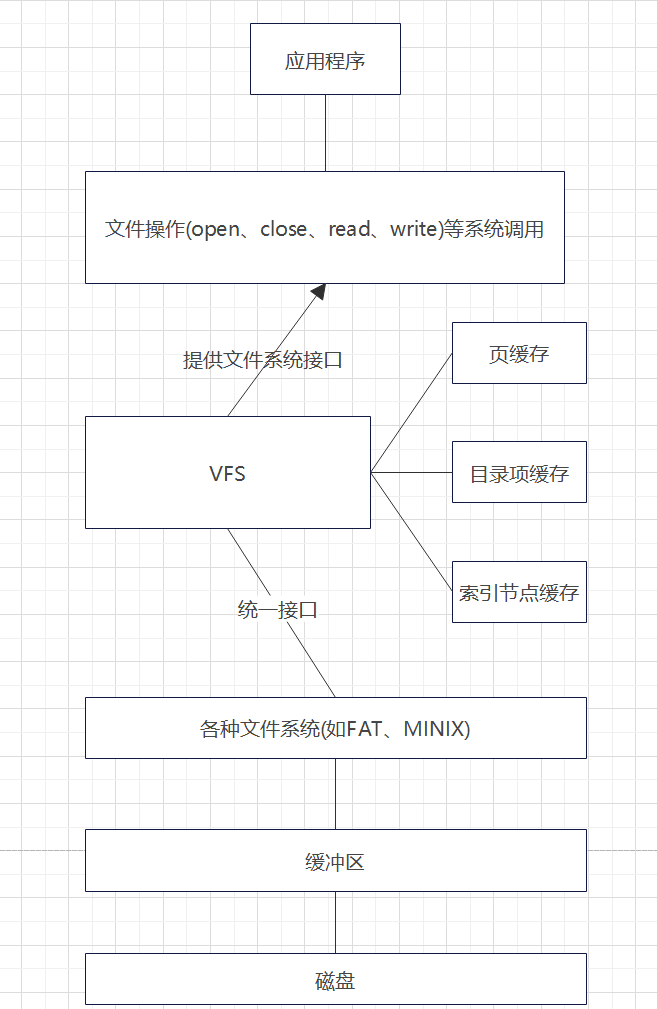 应用程序
文件操作(open、close、read、write)等系统调用
提供文件系统接口
页缓存
VFS
目录项缓存
索引节点缓存
统一接口
各种文件系统(如FAT、MINIX)
缓冲区
磁盘